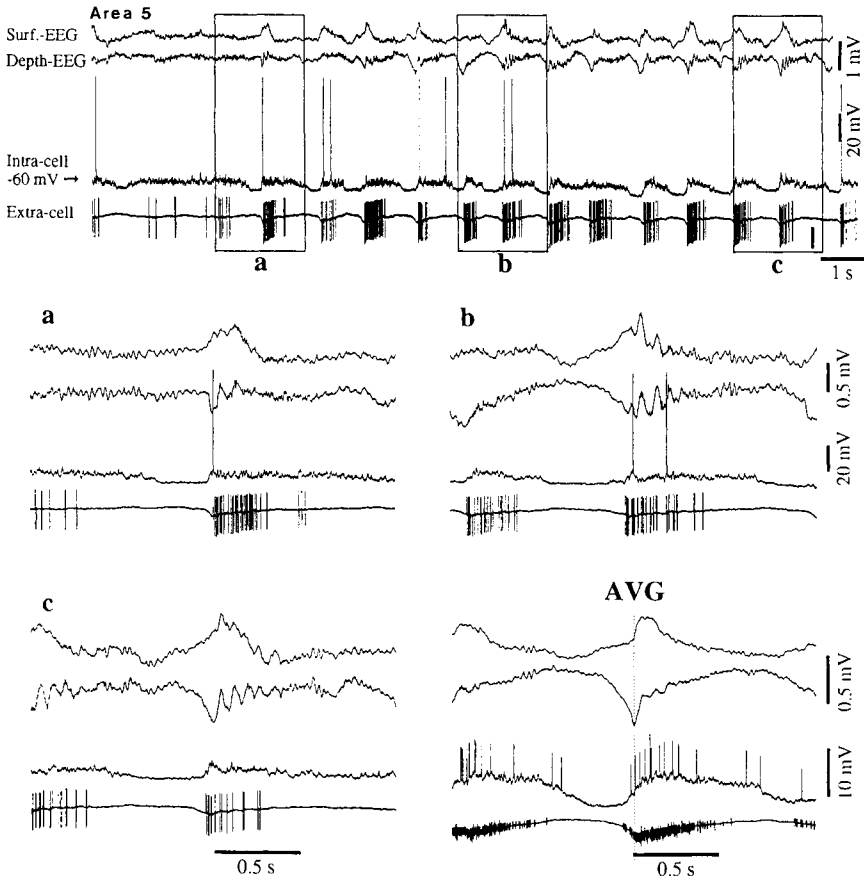 Area 5
Surf.-EEG
Depth-EEG
1 mV
20 mV
Intra-cell
-60 mV →
Extra-cell
a
b
c
1 s
a
b
0.5 mV
20 mV
c
AVG
0.5 mV
10 mV
0.5 s
0.5 s